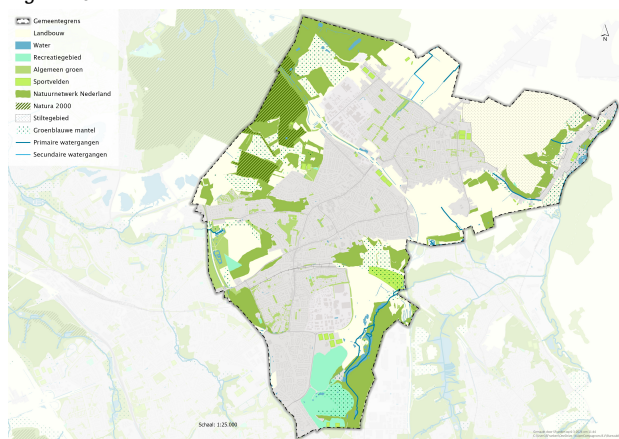 Gemeentegrens
Landbouw
Water
Recreatiegebied
Algemeen groen
Sportvelden
Natuurnetwerk Nederland
Natura 2000
Stiltegebied
Groenblauwe mantel
Primaire watergangen
Secundaire watergangen
N
Schaal: 1:25.000